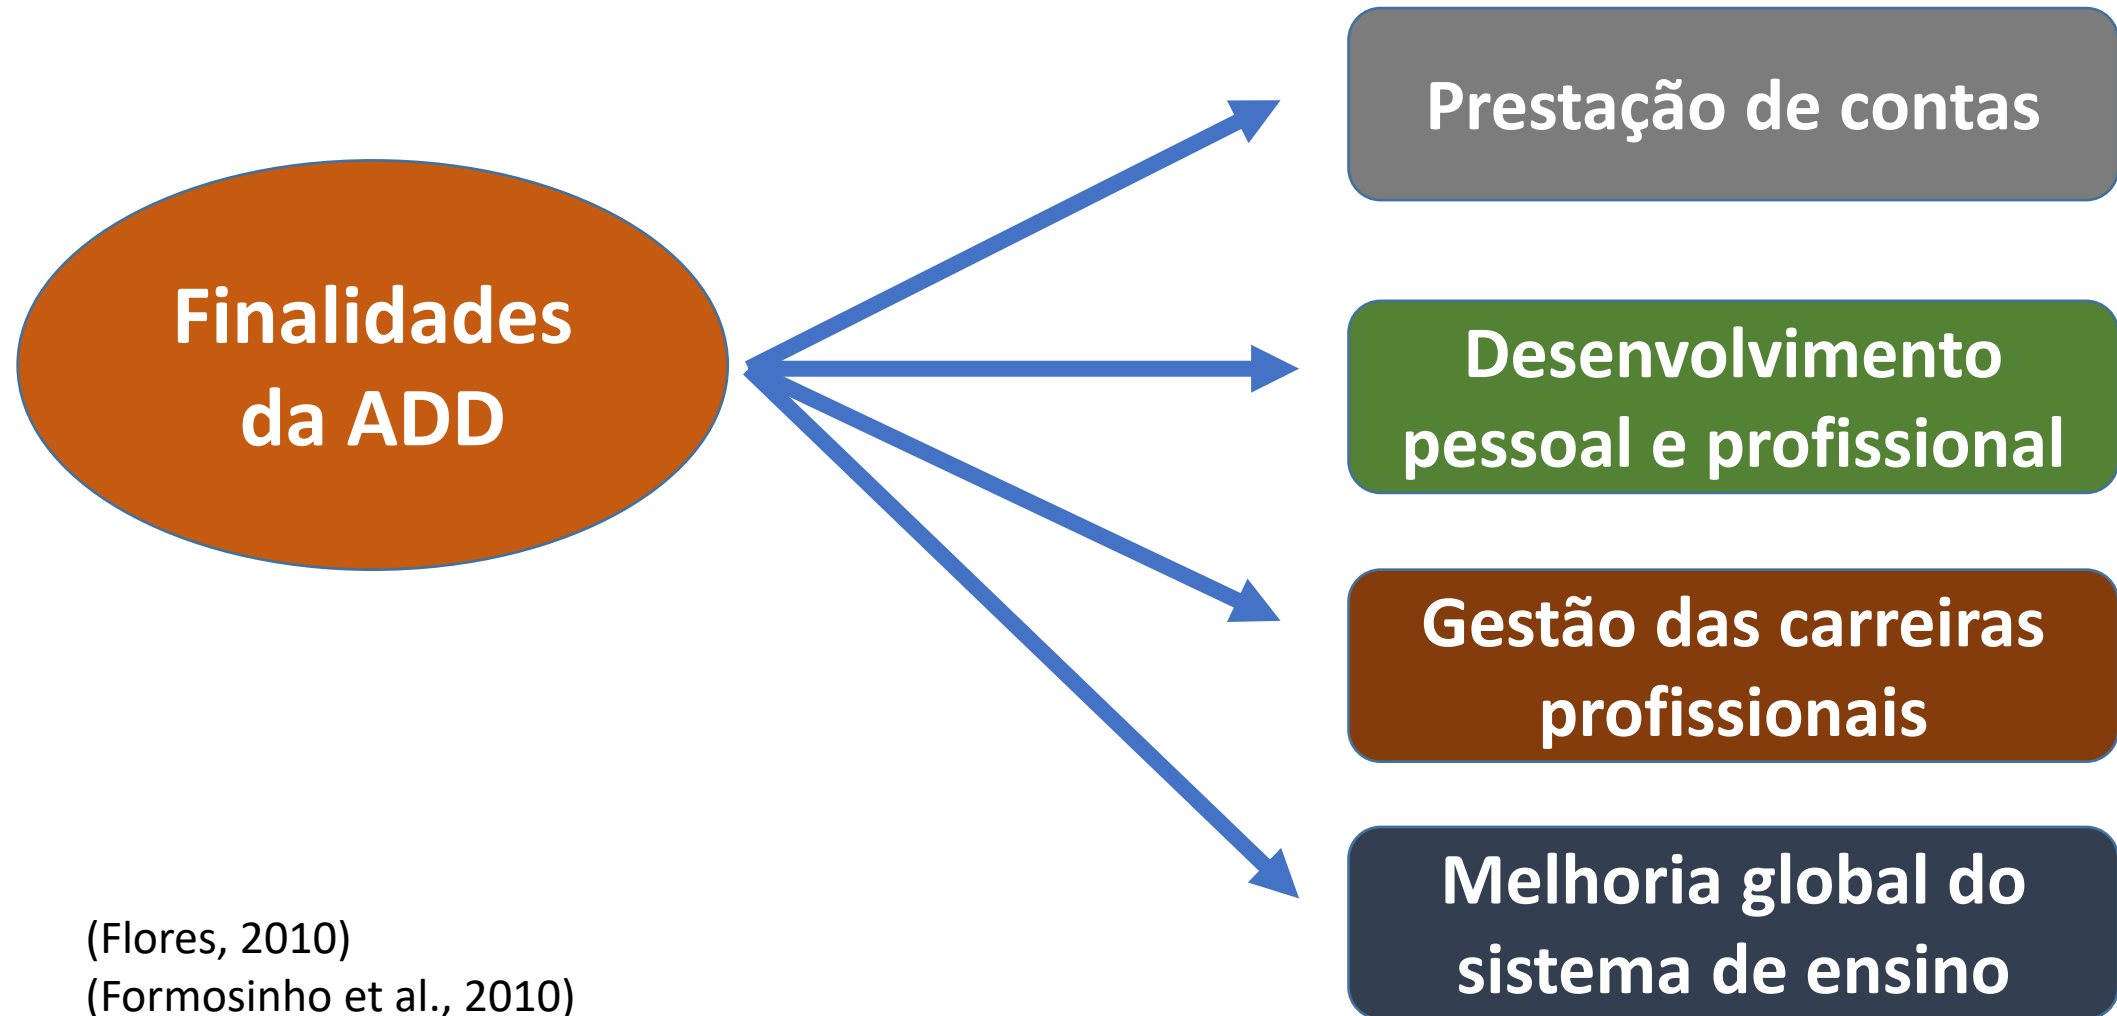 Finalidades
da ADD
Prestação de contas
Desenvolvimento
pessoal e profissional
Gestão das carreiras
profissionais
Melhoria global do
sistema de ensino
(Flores, 2010)
(Formosinho et al., 2010)